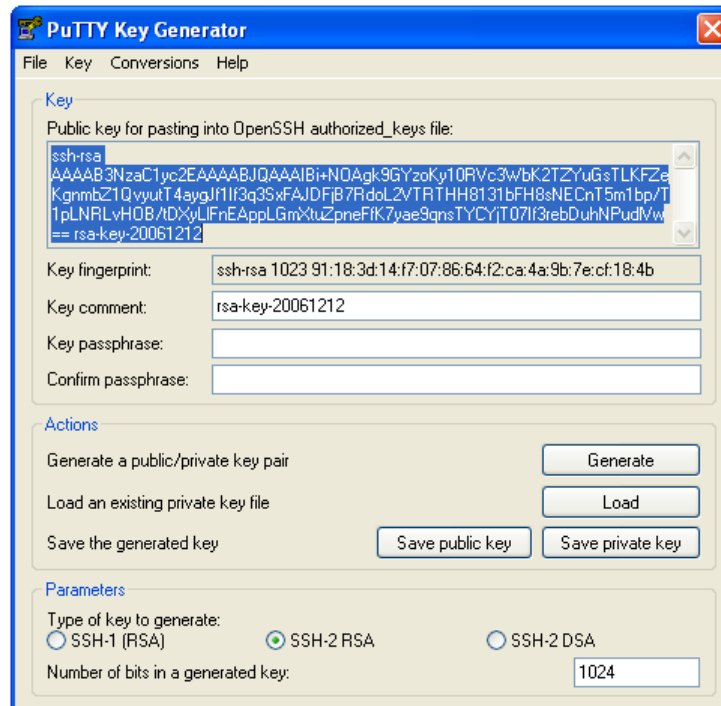 PuTTY Key Generator
File Key Conversions Help
Key
Public key for pasting into OpenSSH authorized_keys file:
ssh-rsa
AAAAB3NzaC1yc2EAAAABJQAAAIBi+NOAgk9GYzoKy10RVc3WbK2TZYuGsTLKFZe
KgnmbZ1QvyutT4aygJf1If3q3SxFAJDFjB7RdoL2VTRTHH8131bFH8sNECnT5m1bp/T
1pLNRLvHOB/tDXyLlFnEAppLGmXtuZpneFfK7yae9qnsTYCYjT07If3rebDuhNPudlVw
== rsa-key-20061212
Key fingerprint: ssh-rsa 1023 91:18:3d:14:f7:07:86:64:f2:ca:4a:9b:7e:cf:18:4b
Key comment: rsa-key-20061212
Key passphrase:
Confirm passphrase:
Actions
Generate a public/private key pair Generate
Load an existing private key file Load
Save the generated key Save public key Save private key
Parameters
Type of key to generate:
SSH-1 (RSA) SSH-2 RSA SSH-2 DSA
Number of bits in a generated key: 1024